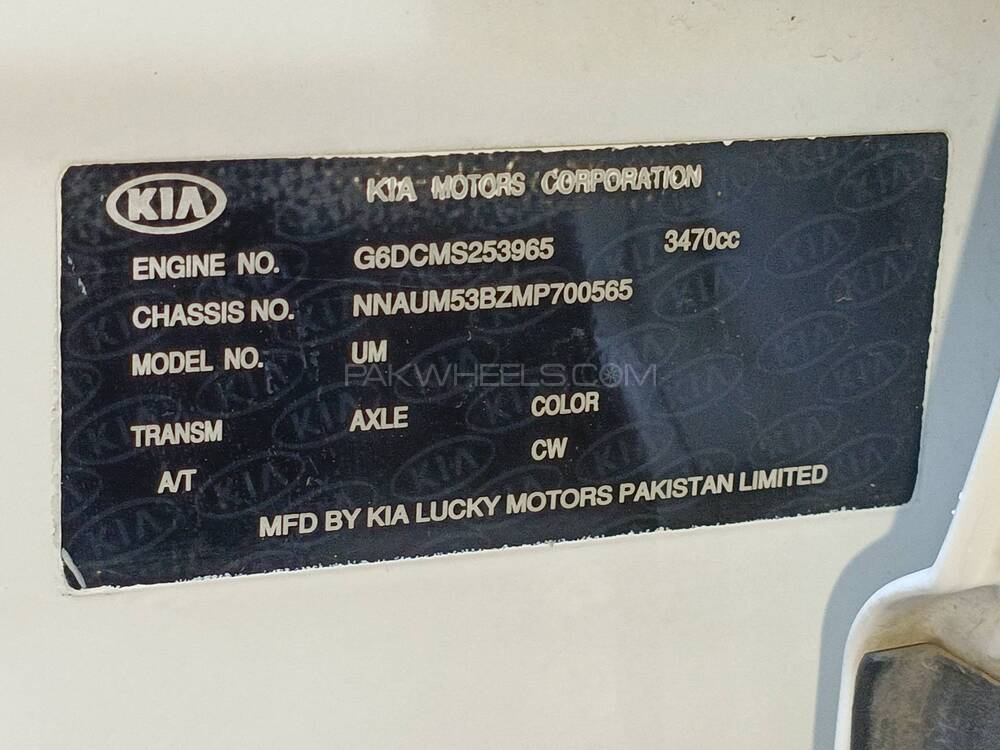 KIA KIA MOTORS CORPORATION
ENGINE NO. G6DCMS253965 3470cc
CHASSIS NO. NNAUM53BZMP700565
MODEL NO. UM
PAKWHEELS.COM
TRANSM AXLE COLOR
A/T CW
MFD BY KIA LUCKY MOTORS PAKISTAN LIMITED